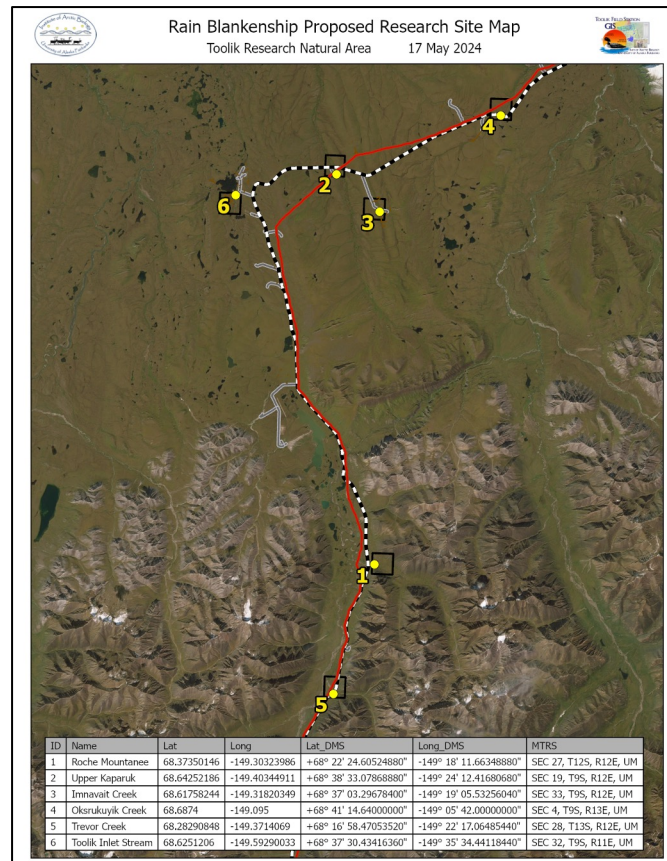 Rain Blankenship Proposed Research Site Map
Toolik Research Natural Area 17 May 2024
TOOLIK FIELD STATION
GIS
4
2
6
3
1
5
ID Name Lat Long Lat_DMS Long_DMS MTRS
1 Roche Mountanee 68.37350146 -149.30323986 +68° 22' 24.60524880" -149° 18' 11.66348880" SEC 27, T12S, R12E, UM
2 Upper Kaparuk 68.64252186 -149.40344911 +68° 38' 33.07868880" -149° 24' 12.41680680" SEC 19, T9S, R12E, UM
3 Imnavait Creek 68.61758244 -149.31820349 +68° 37' 03.29678400" -149° 19' 05.53256040" SEC 33, T9S, R12E, UM
4 Oksrukuyik Creek 68.6874 -149.095 +68° 41' 14.64000000" -149° 05' 42.00000000" SEC 4, T9S, R13E, UM
5 Trevor Creek 68.28290848 -149.3714069 +68° 16' 58.47053520" -149° 22' 17.06485440" SEC 28, T13S, R12E, UM
6 Toolik Inlet Stream 68.6251206 -149.59290033 +68° 37' 30.43416360" -149° 35' 34.44118440" SEC 32, T9S, R11E, UM